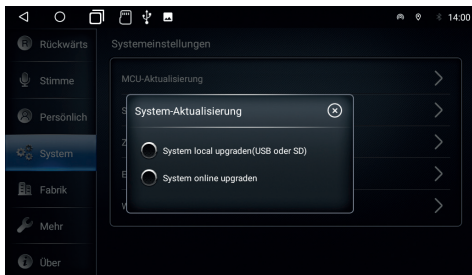 14:00
Rückwärts
Systemeinstellungen
Stimme
MCU-Aktualisierung
Persönlich
System-Aktualisierung
System
System local upgraden(USB oder SD)
System online upgraden
Fabrik
Mehr
Über